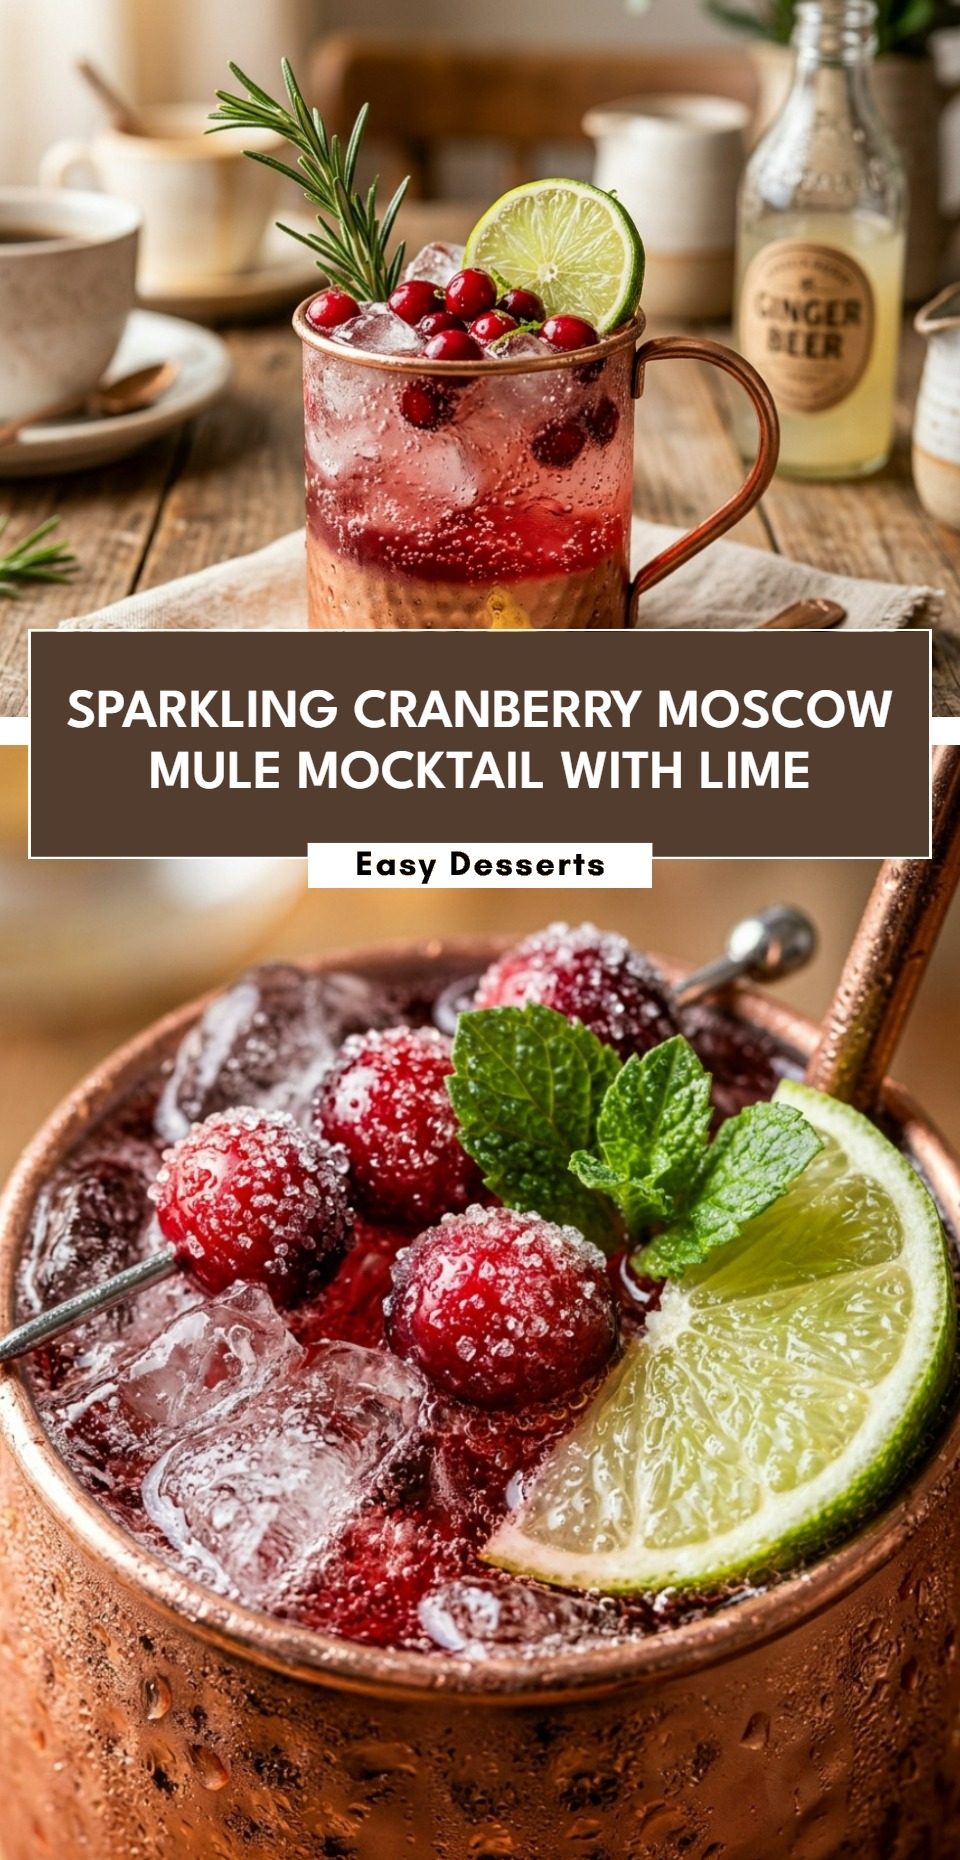 GINGER
BEER
SPARKLING CRANBERRY MOSCOW
MULE MOCKTAIL WITH LIME
Easy Desserts